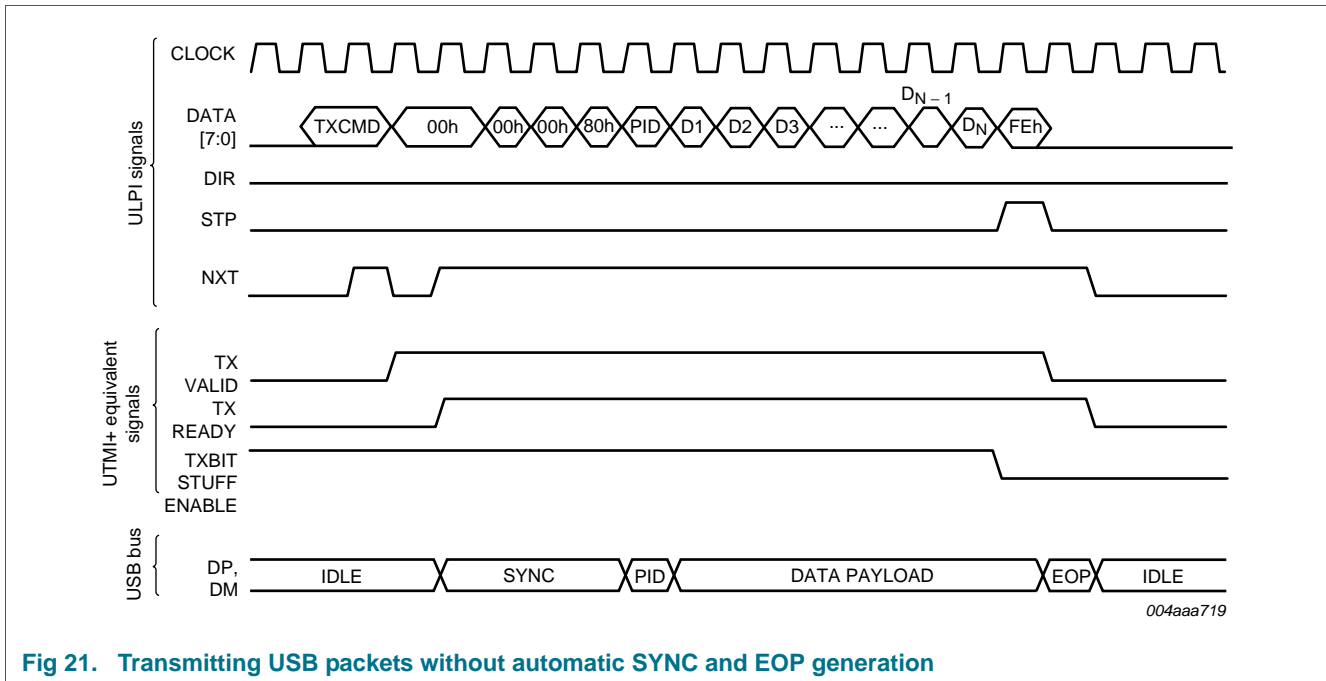 ULPI signals
CLOCK
DATA
[7:0]
TXCMD 00h 00h 00h 80h PID D1 D2 D3 ... ... DN – 1 DN FEh
DIR
STP
NXT
UTMI+ equivalent
signals
TX
VALID
TX
READY
TXBIT
STUFF
ENABLE
USB bus
DP,
DM
IDLE SYNC PID DATA PAYLOAD EOP IDLE
004aaa719
Fig 21. Transmitting USB packets without automatic SYNC and EOP generation